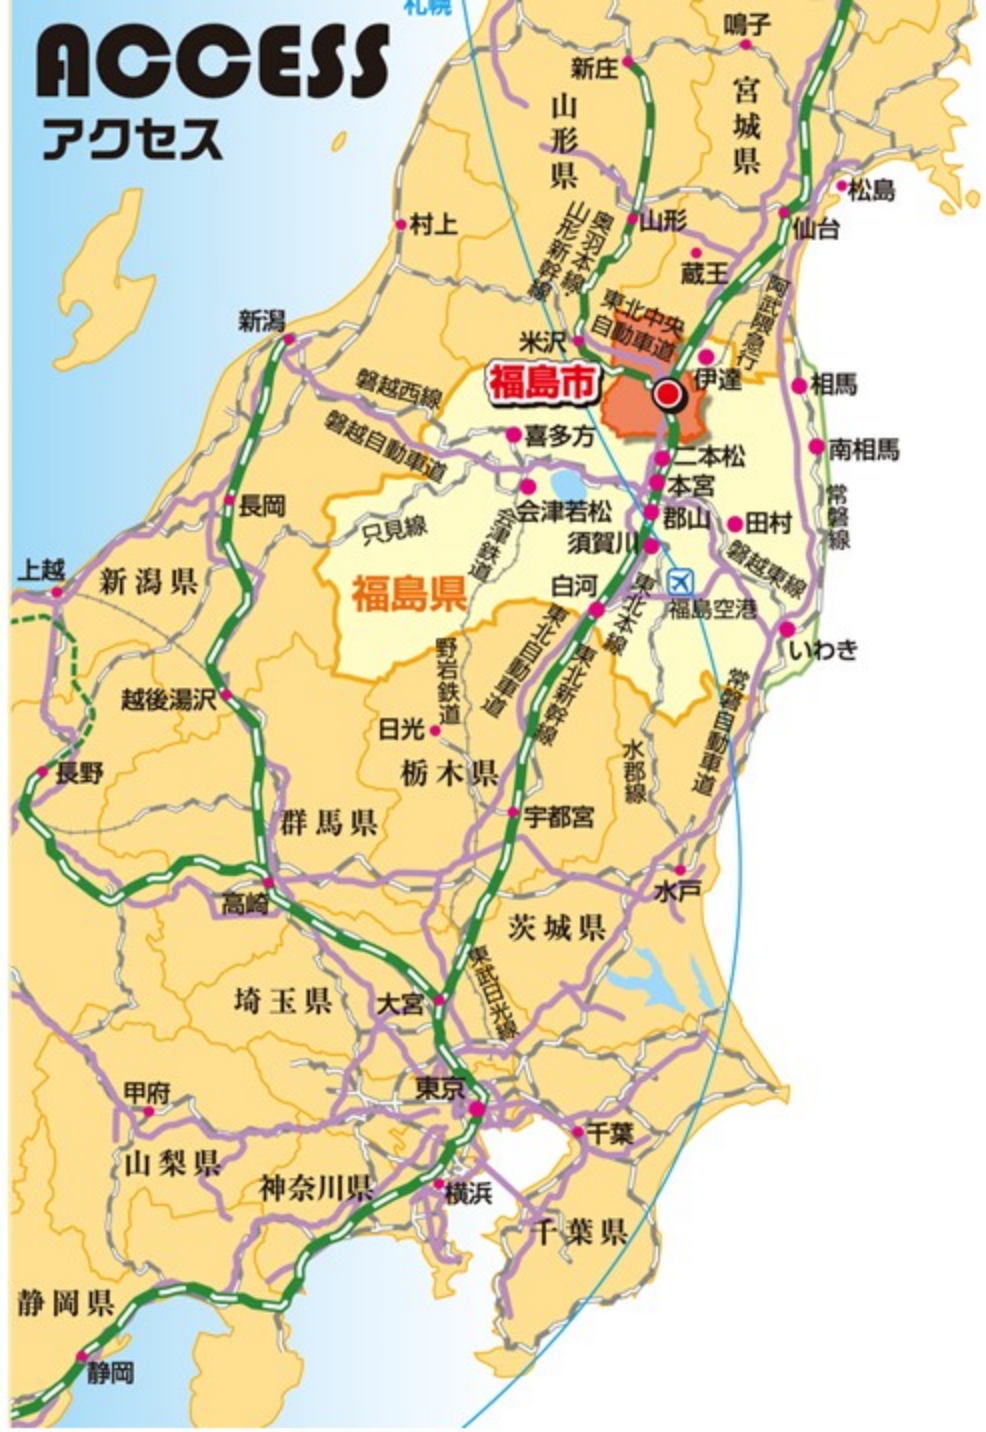 札幌
ACCESS
アクセス
鳴子
新庄
山形県
宮城県
松島
村上
山形
仙台
奥羽本線・
山形新幹線
蔵王
阿武隈急行
新潟
東北中央
自動車道
米沢
伊達
福島市
相馬
磐越西線
喜多方
磐越自動車道
二本松
南相馬
本宮
長岡
会津若松
郡山
田村
常磐線
只見線
会津鉄道
須賀川
磐越東線
上越
新潟県
福島県
白河
福島空港
東北本線
いわき
東北自動車道
東北新幹線
野岩鉄道
常磐自動車道
越後湯沢
日光
水郡線
長野
栃木県
群馬県
宇都宮
水戸
高崎
茨城県
東武日光線
埼玉県
大宮
甲府
東京
千葉
山梨県
神奈川県
横浜
千葉県
静岡県
静岡